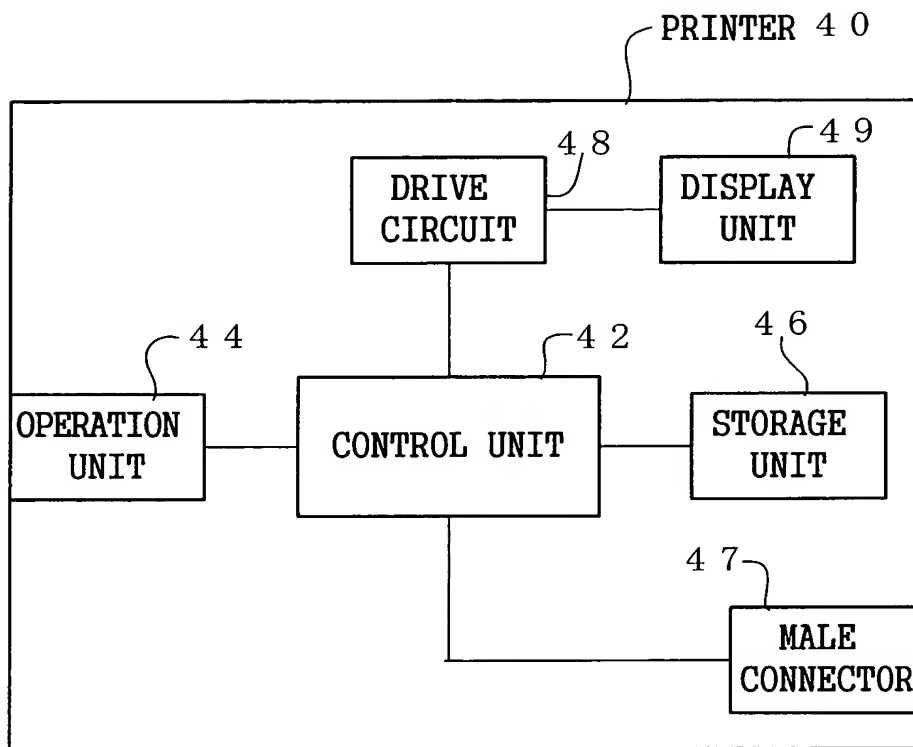 PRINTER 40
48
DRIVE
CIRCUIT
49
DISPLAY
UNIT
44
OPERATION
UNIT
42
CONTROL UNIT
46
STORAGE
UNIT
47
MALE
CONNECTOR